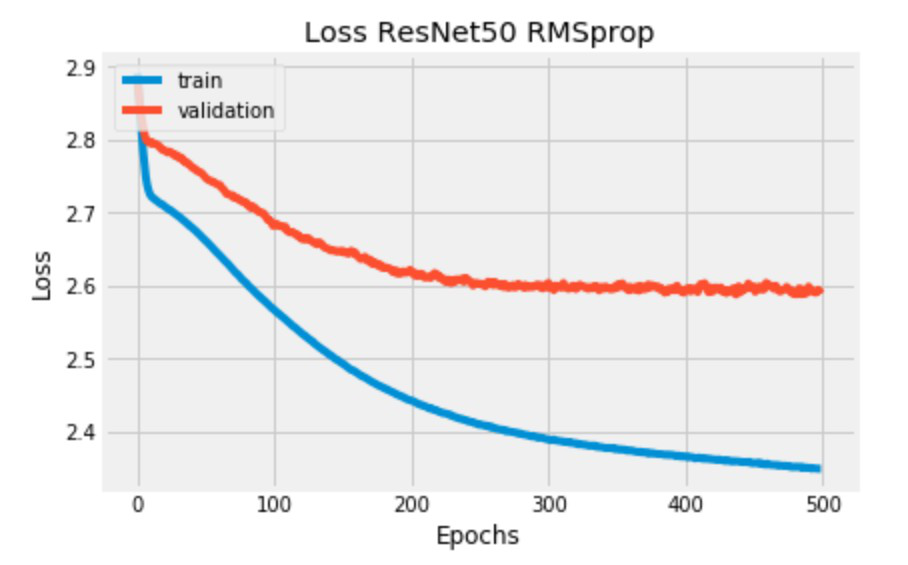 Loss ResNet50 RMSprop
2.9
train
validation
2.8
2.7
2.6
2.5
2.4
Loss
0 100 200 300 400 500
Epochs